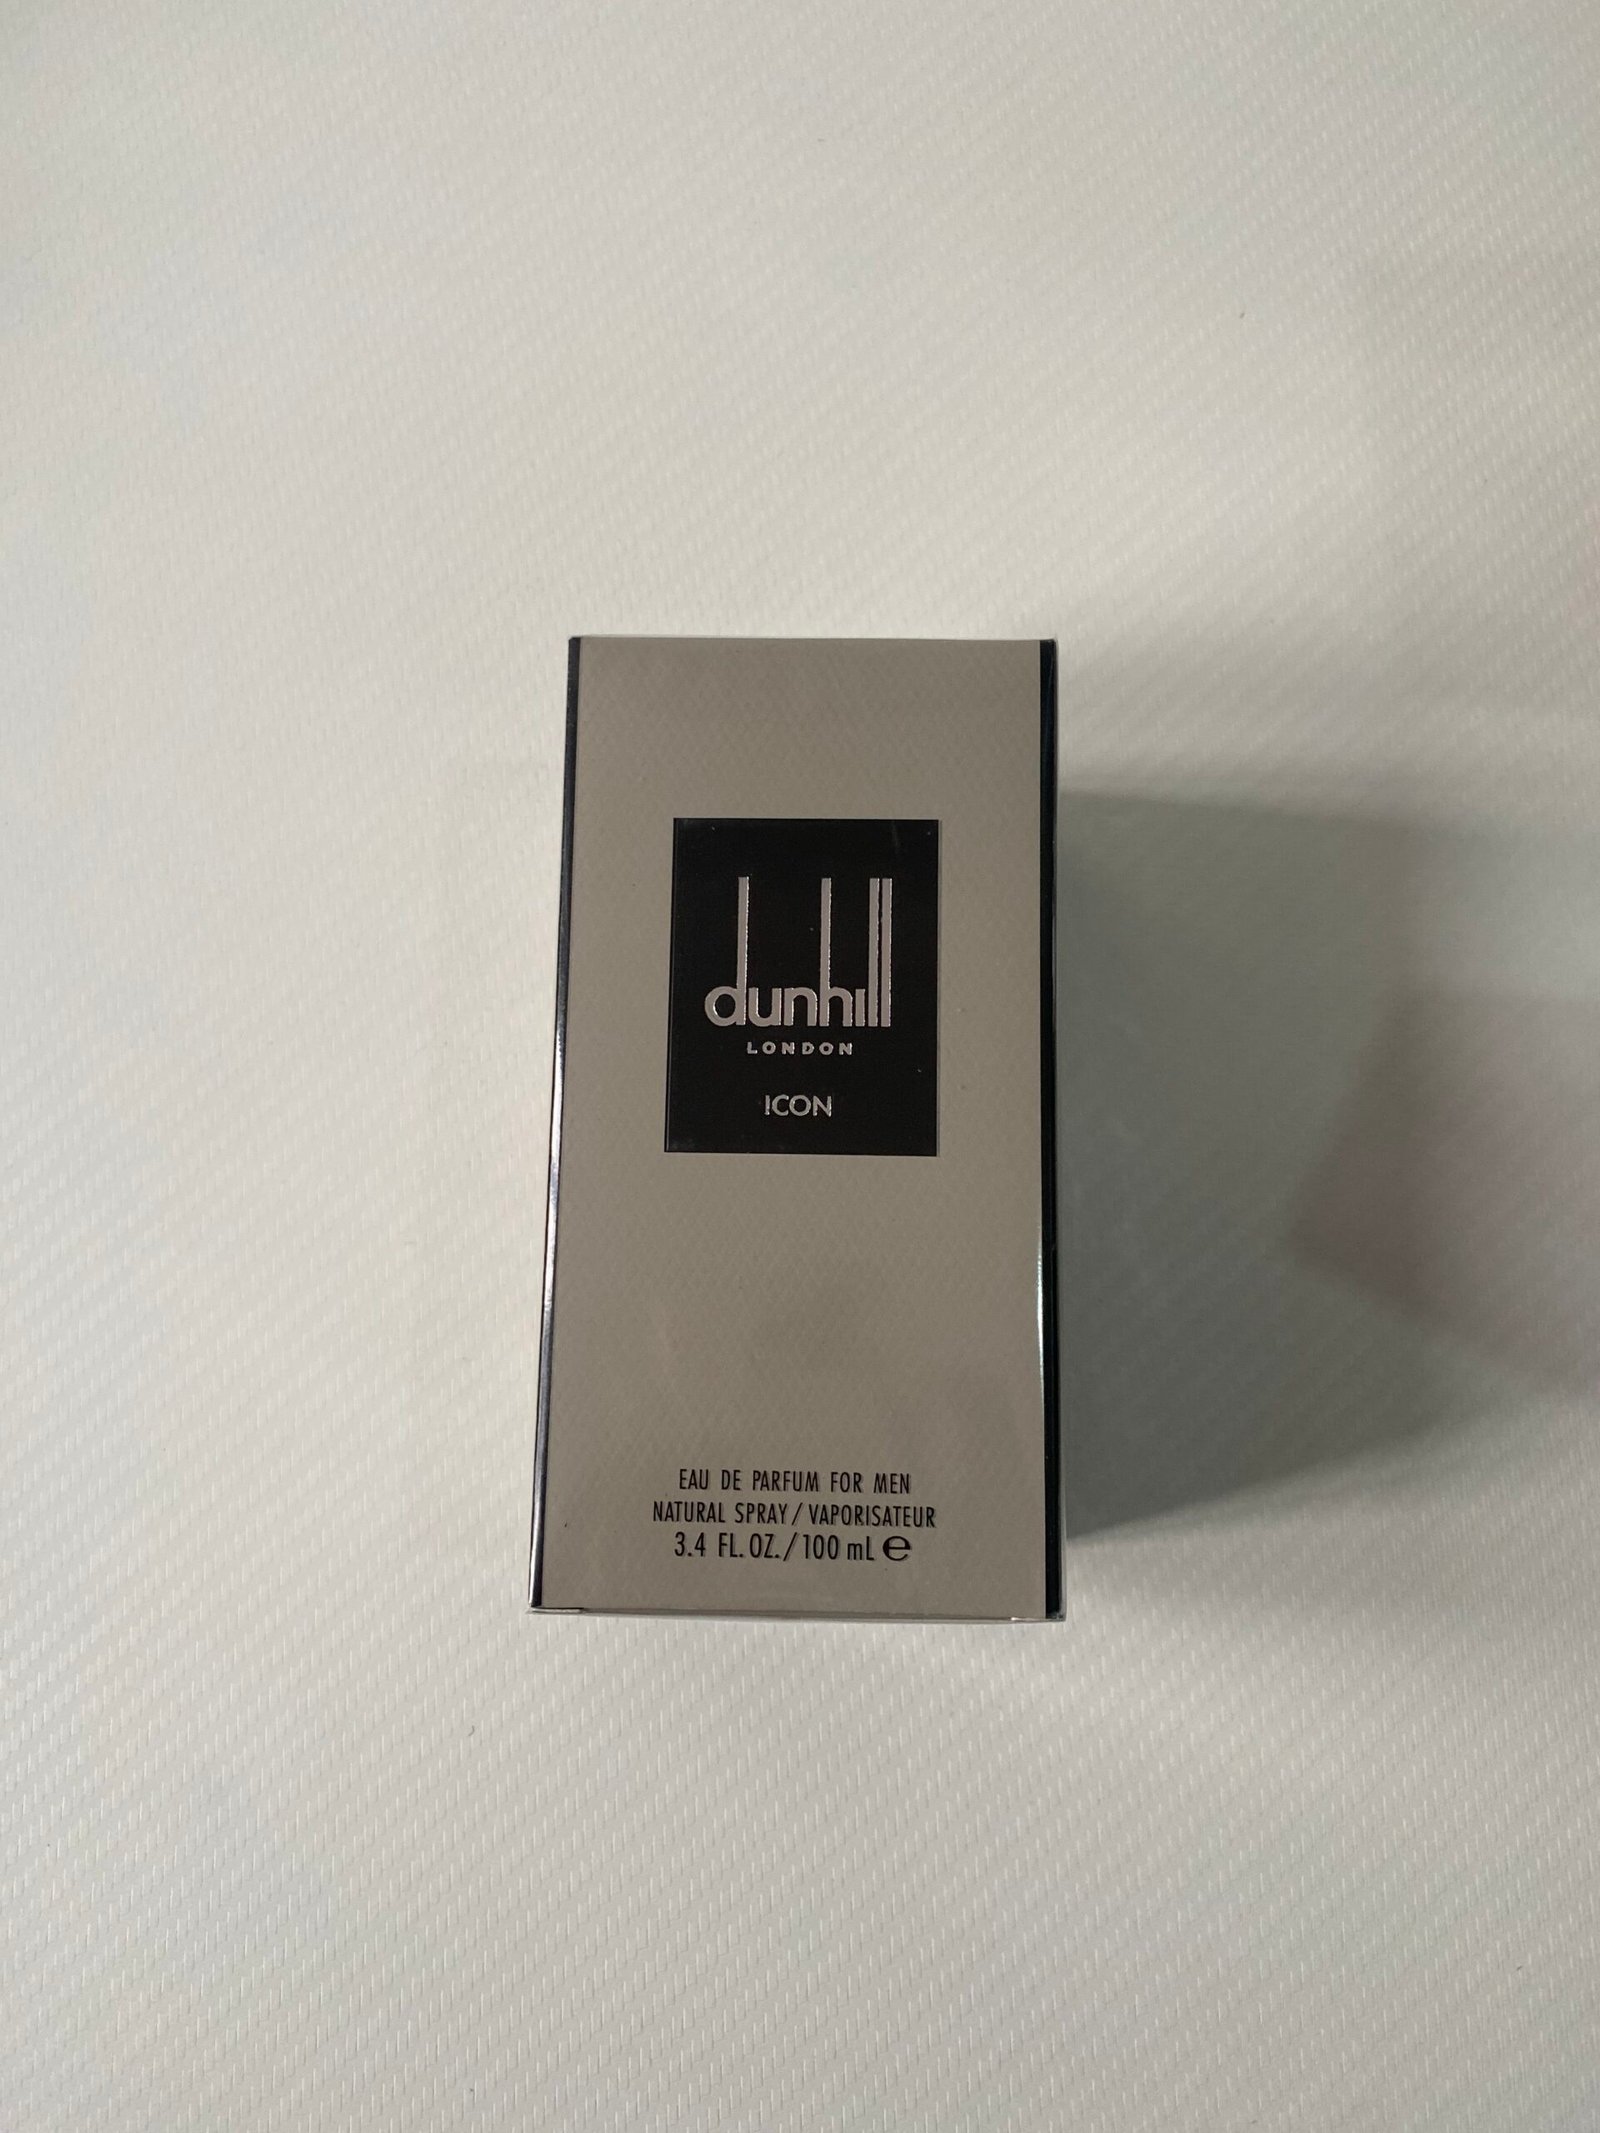 dunhill
LONDON
ICON
EAU DE PARFUM FOR MEN
NATURAL SPRAY / VAPORISATEUR
3.4 FL. OZ. / 100 mL ℮